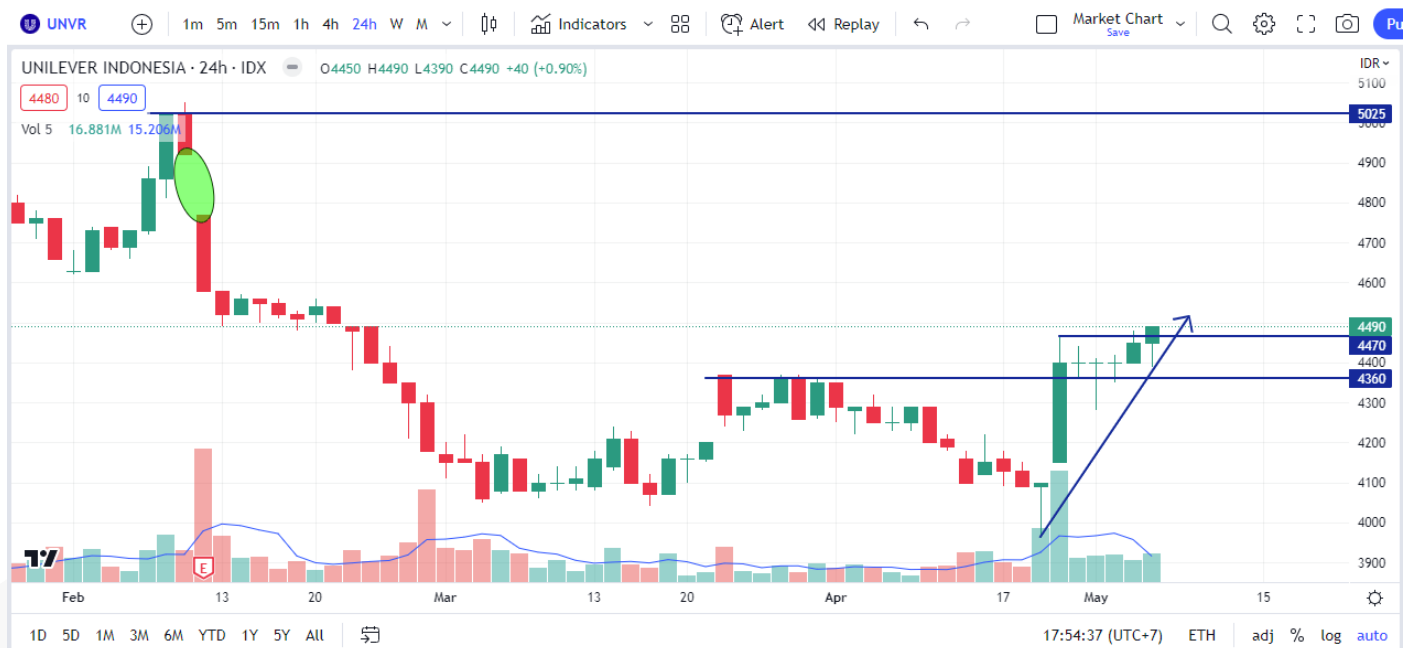 UNVR 1m 5m 15m 1h 4h 24h W M Indicators Alert Replay Market Chart
Save
UNILEVER INDONESIA · 24h · IDX O4450 H4490 L4390 C4490 +40 (+0.90%) IDR
4480 10 4490
Vol 5 16.881M 15.206M
5100
5025
5000
4900
4800
4700
4600
4490
4470
4400
4360
4300
4200
4100
4000
3900
E
Feb 13 20 Mar 13 20 Apr 17 May 15
1D 5D 1M 3M 6M YTD 1Y 5Y All 17:54:37 (UTC+7) ETH adj % log auto